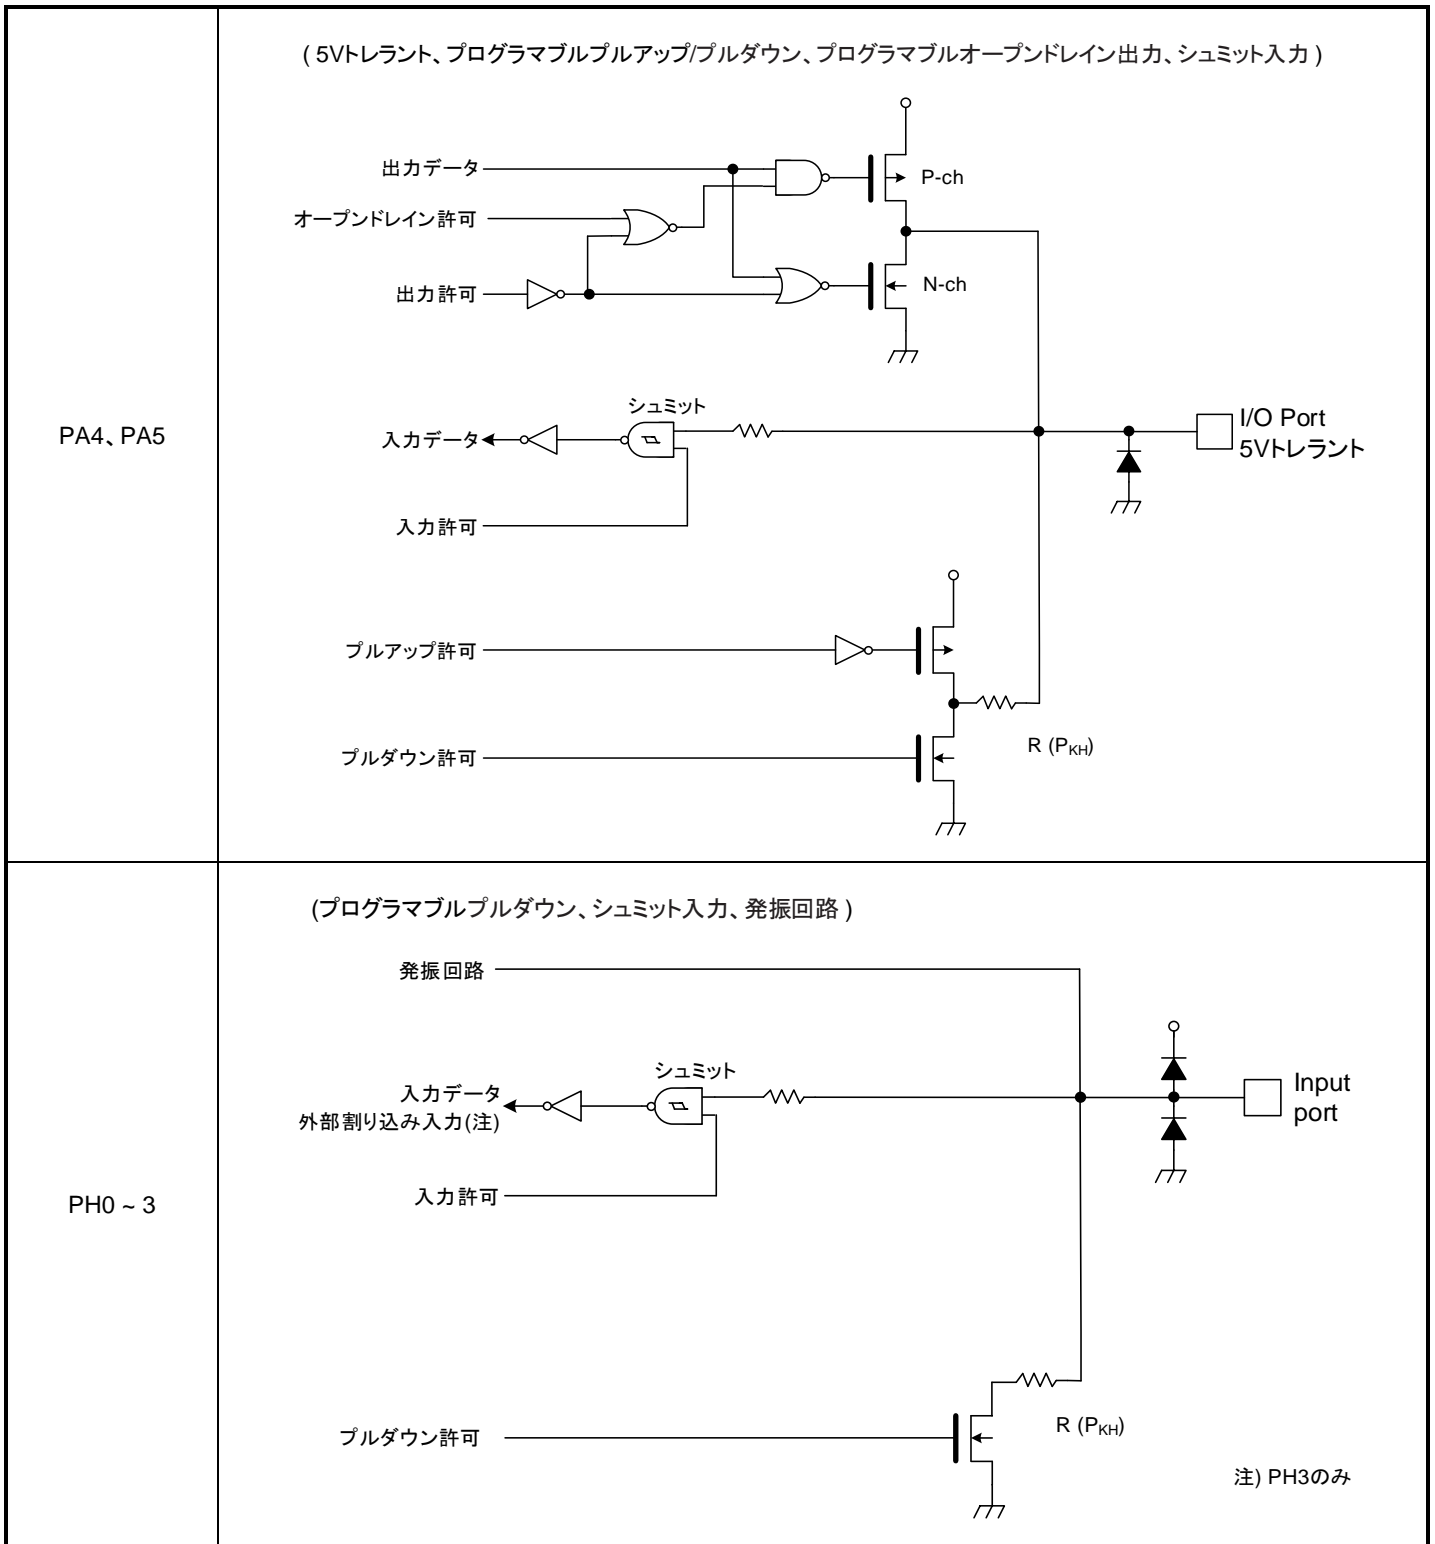 ( 5Vトレラント、プログラマブルプルアップ/プルダウン、プログラマブルオープンドレイン出力、シュミット入力 )
出力データ
P-ch
オープンドレイン許可
N-ch
出力許可
シュミット
入力データ
I/O Port
5Vトレラント
PA4、PA5
入力許可
プルアップ許可
プルダウン許可
R (PKH)
(プログラマブルプルダウン、シュミット入力、発振回路 )
発振回路
シュミット
入力データ
外部割り込み入力(注)
Input
port
入力許可
PH0 ~ 3
プルダウン許可
R (PKH)
注) PH3のみ